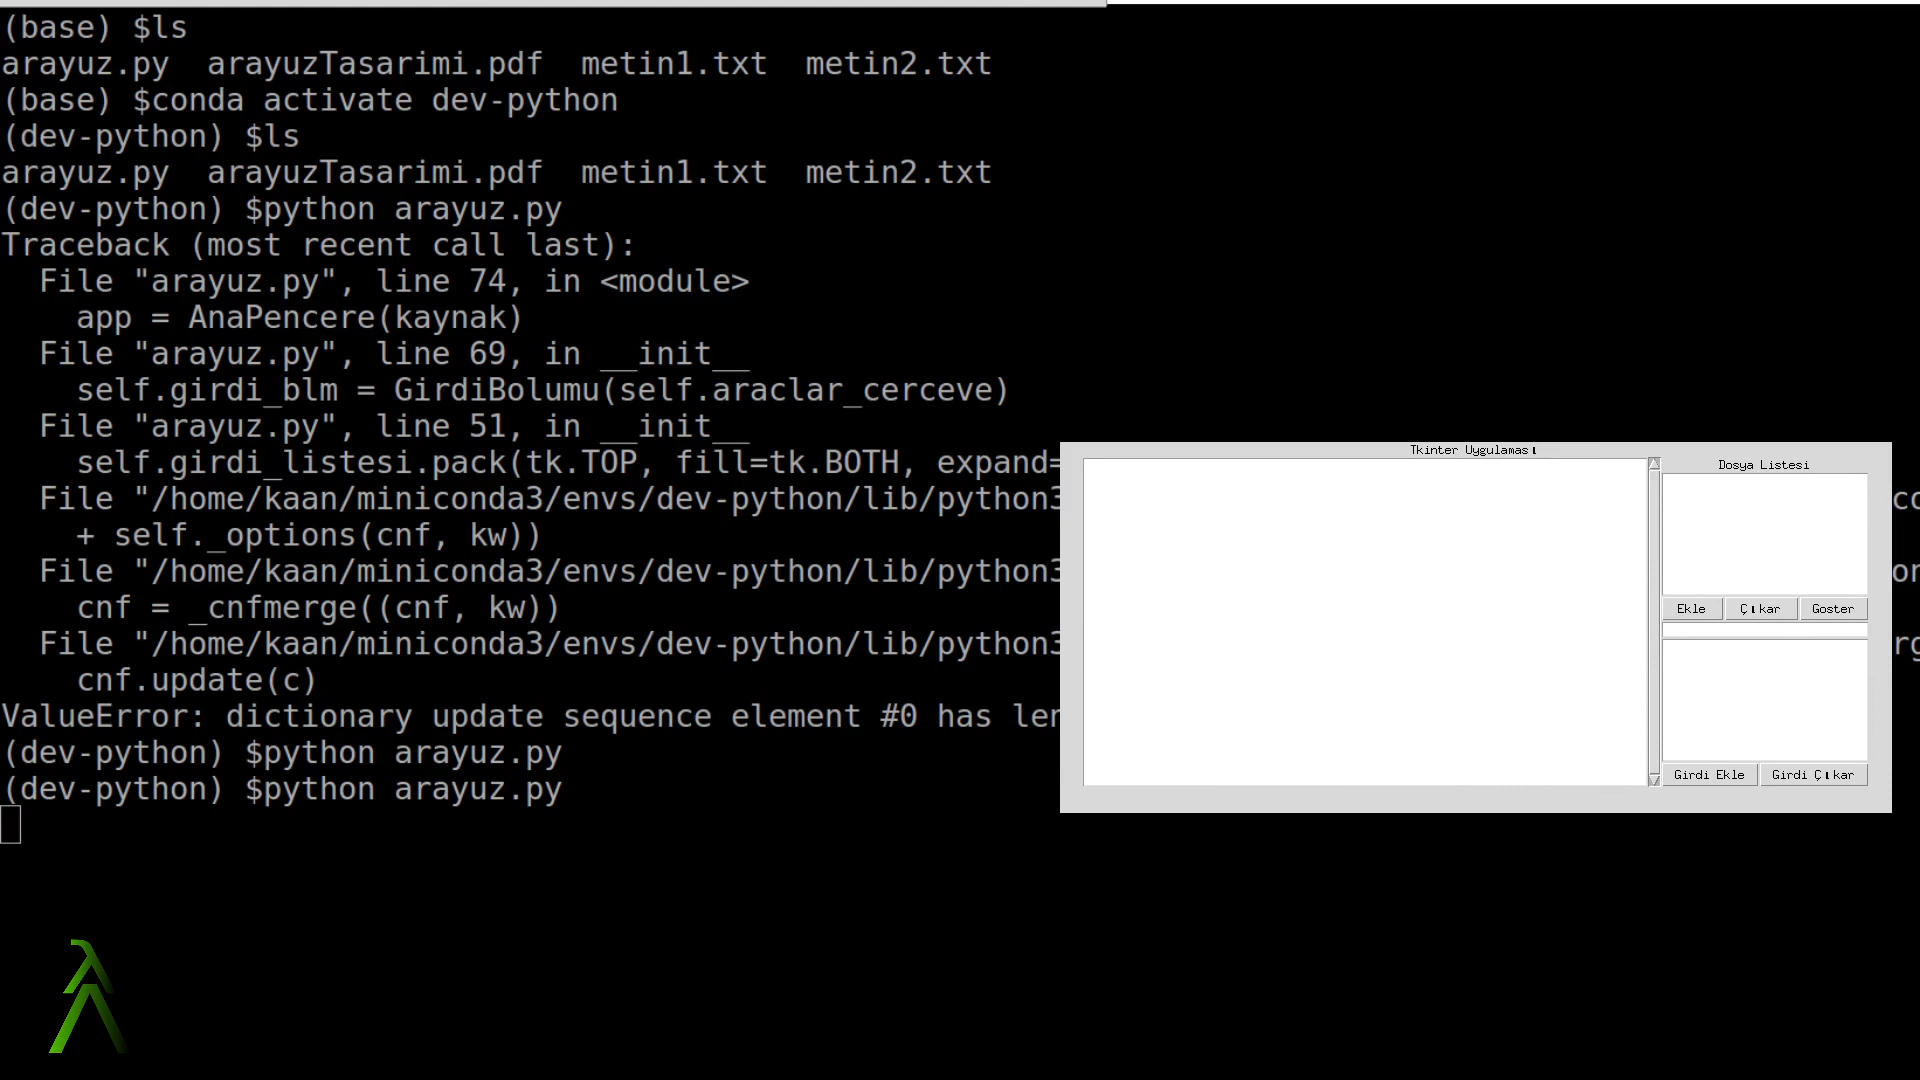 (base) $ls
arayuz.py  arayuzTasarimi.pdf  metin1.txt  metin2.txt
(base) $conda activate dev-python
(dev-python) $ls
arayuz.py  arayuzTasarimi.pdf  metin1.txt  metin2.txt
(dev-python) $python arayuz.py
Traceback (most recent call last):
  File "arayuz.py", line 74, in <module>
    app = AnaPencere(kaynak)
  File "arayuz.py", line 69, in __init__
    self.girdi_blm = GirdiBolumu(self.araclar_cerceve)
  File "arayuz.py", line 51, in __init__
    self.girdi_listesi.pack(tk.TOP, fill=tk.BOTH, expand=
  File "/home/kaan/miniconda3/envs/dev-python/lib/python3
    + self._options(cnf, kw))
  File "/home/kaan/miniconda3/envs/dev-python/lib/python3
    cnf = _cnfmerge((cnf, kw))
  File "/home/kaan/miniconda3/envs/dev-python/lib/python3
    cnf.update(c)
ValueError: dictionary update sequence element #0 has len
(dev-python) $python arayuz.py
(dev-python) $python arayuz.py
Tkinter Uygulaması
Dosya Listesi
Ekle Çıkar Goster
Girdi Ekle Girdi Çıkar